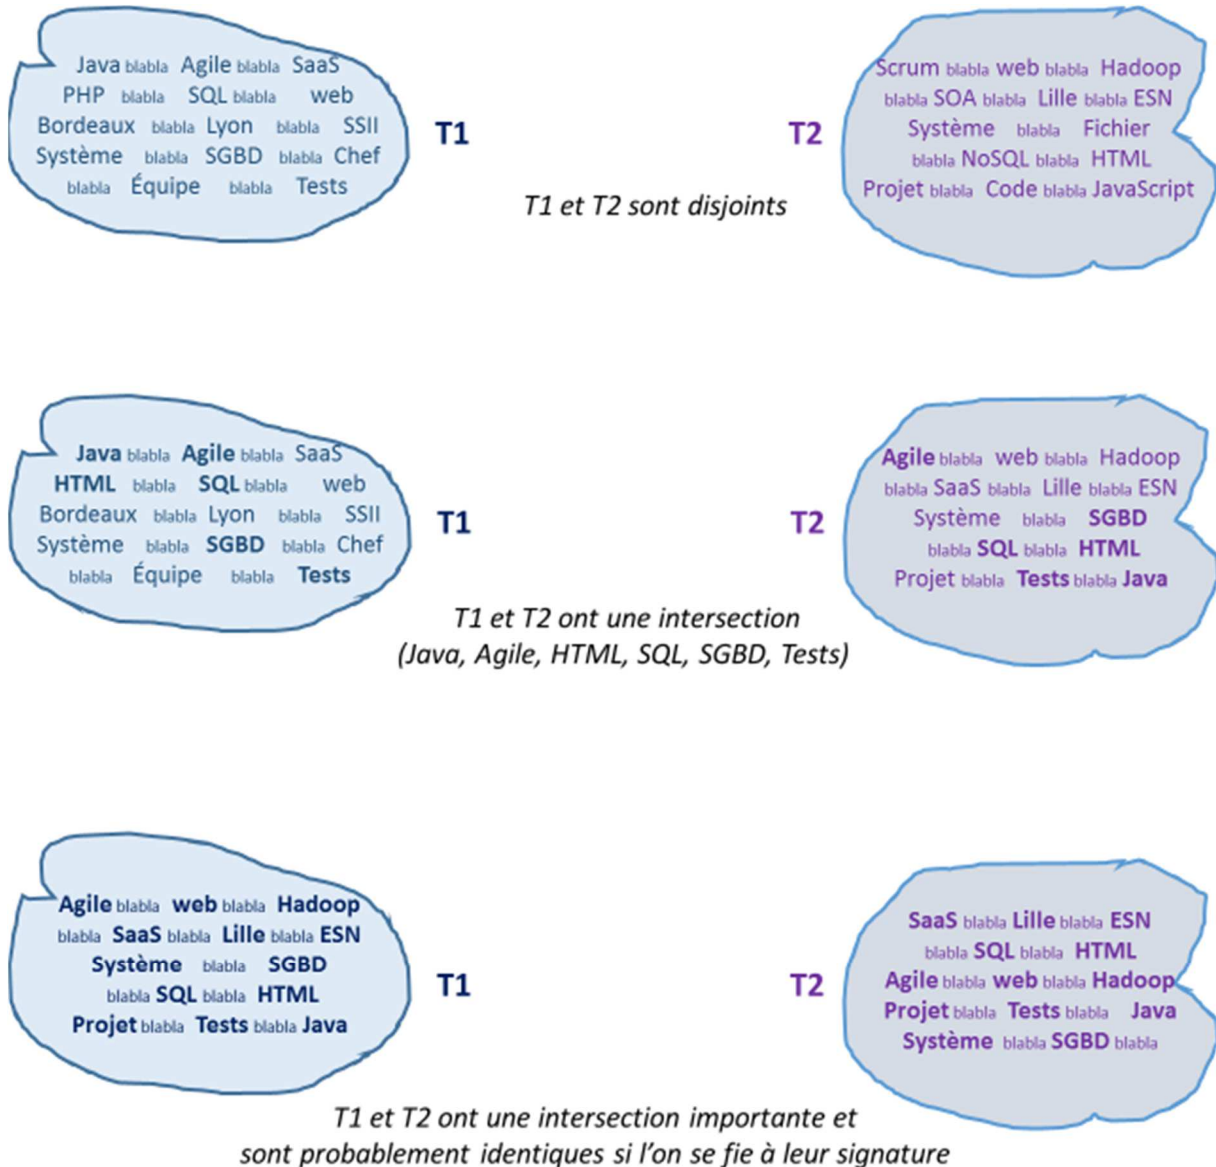 Java blabla Agile blabla SaaS
PHP blabla SQL blabla web
Bordeaux blabla Lyon blabla SSII
Système blabla SGBD blabla Chef
blabla Équipe blabla Tests
T1
T2
Scrum blabla web blabla Hadoop
blabla SOA blabla Lille blabla ESN
Système blabla Fichier
blabla NoSQL blabla HTML
Projet blabla Code blabla JavaScript
T1 et T2 sont disjoints
Java blabla Agile blabla SaaS
HTML blabla SQL blabla web
Bordeaux blabla Lyon blabla SSII
Système blabla SGBD blabla Chef
blabla Équipe blabla Tests
T1
T2
Agile blabla web blabla Hadoop
blabla SaaS blabla Lille blabla ESN
Système blabla SGBD
blabla SQL blabla HTML
Projet blabla Tests blabla Java
T1 et T2 ont une intersection
(Java, Agile, HTML, SQL, SGBD, Tests)
Agile blabla web blabla Hadoop
blabla SaaS blabla Lille blabla ESN
Système blabla SGBD
blabla SQL blabla HTML
Projet blabla Tests blabla Java
T1
T2
SaaS blabla Lille blabla ESN
blabla SQL blabla HTML
Agile blabla web blabla Hadoop
Projet blabla Tests blabla Java
Système blabla SGBD blabla
T1 et T2 ont une intersection importante et
sont probablement identiques si l'on se fie à leur signature